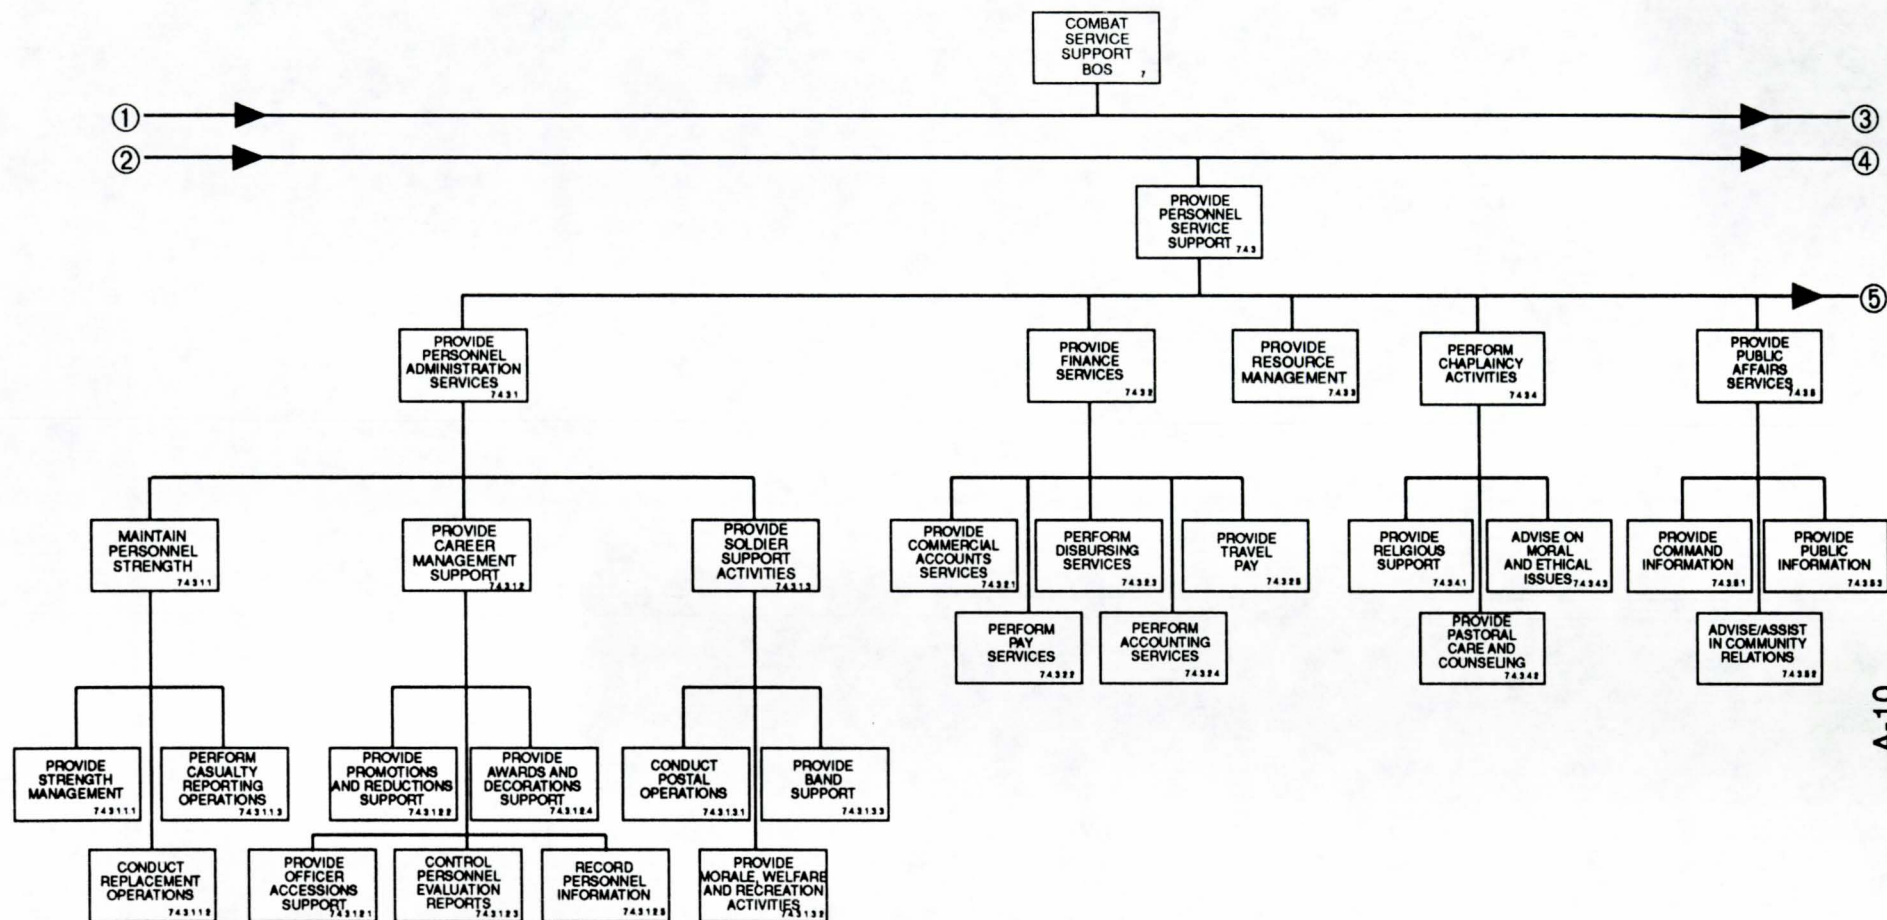 COMBAT
SERVICE
SUPPORT
BOS 7
①
③
②
④
PROVIDE
PERSONNEL
SERVICE
SUPPORT 743
⑤
PROVIDE
PERSONNEL
ADMINISTRATION
SERVICES
7431
PROVIDE
FINANCE
SERVICES
7432
PROVIDE
RESOURCE
MANAGEMENT
7433
PERFORM
CHAPLAINCY
ACTIVITIES
7434
PROVIDE
PUBLIC
AFFAIRS
SERVICES
7435
MAINTAIN
PERSONNEL
STRENGTH
74311
PROVIDE
CAREER
MANAGEMENT
SUPPORT
74312
PROVIDE
SOLDIER
SUPPORT
ACTIVITIES
74313
PROVIDE
COMMERCIAL
ACCOUNTS
SERVICES
74321
PERFORM
DISBURSING
SERVICES
74323
PROVIDE
TRAVEL
PAY
74325
PROVIDE
RELIGIOUS
SUPPORT
74341
ADVISE ON
MORAL
AND ETHICAL
ISSUES 74343
PROVIDE
COMMAND
INFORMATION
74351
PROVIDE
PUBLIC
INFORMATION
74353
PERFORM
PAY
SERVICES
74322
PERFORM
ACCOUNTING
SERVICES
74324
PROVIDE
PASTORAL
CARE AND
COUNSELING
74342
ADVISE/ASSIST
IN COMMUNITY
RELATIONS
74352
PROVIDE
STRENGTH
MANAGEMENT
743111
PERFORM
CASUALTY
REPORTING
OPERATIONS
743113
PROVIDE
PROMOTIONS
AND REDUCTIONS
SUPPORT
743122
PROVIDE
AWARDS AND
DECORATIONS
SUPPORT
743124
CONDUCT
POSTAL
OPERATIONS
743131
PROVIDE
BAND
SUPPORT
743133
CONDUCT
REPLACEMENT
OPERATIONS
743112
PROVIDE
OFFICER
ACCESSIONS
SUPPORT
743121
CONTROL
PERSONNEL
EVALUATION
REPORTS
743123
RECORD
PERSONNEL
INFORMATION
743125
PROVIDE
MORALE, WELFARE
AND RECREATION
ACTIVITIES
743132
A-10